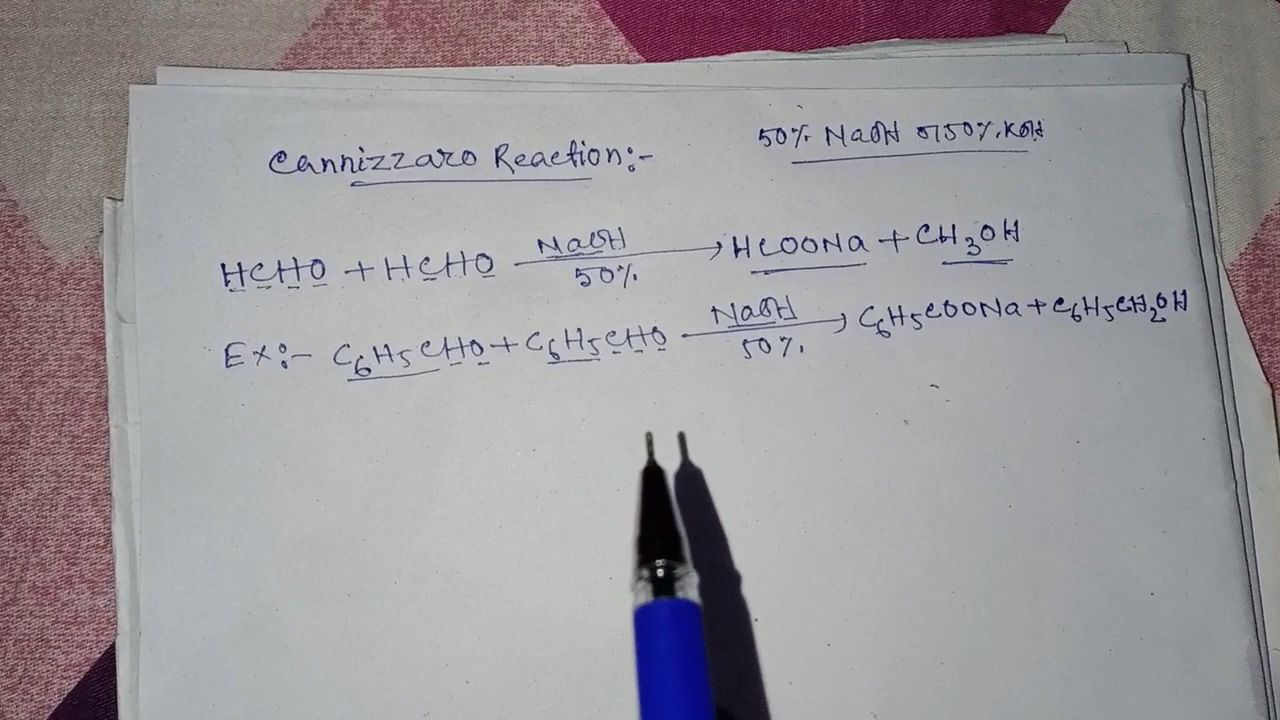 Cannizzaro Reaction:-
50% NaOH or 50% KOH
HCHO + HCHO NaOH 50% → HCOONa + CH3OH
Ex:- C6H5CHO + C6H5CHO NaOH 50% → C6H5COONa + C6H5CH2OH